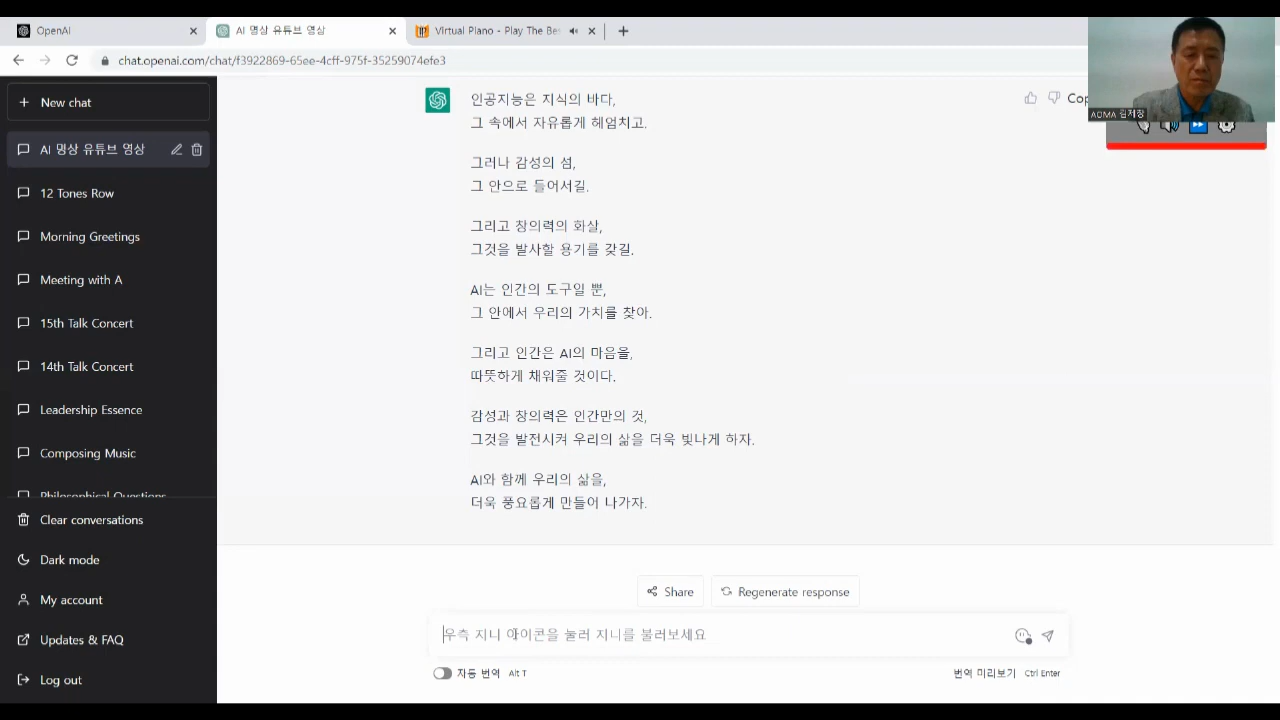 OpenAI
AI 명상 유튜브 영상
Virtual Piano - Play The Be
chat.openai.com/chat/f3922869-65ee-4cff-975f-35259074efe3
AOMA 김재창
New chat
AI 명상 유튜브 영상
12 Tones Row
Morning Greetings
Meeting with A
15th Talk Concert
14th Talk Concert
Leadership Essence
Composing Music
Philosophical Questions
Clear conversations
Dark mode
My account
Updates & FAQ
Log out
인공지능은 지식의 바다,
그 속에서 자유롭게 헤엄치고.
그러나 감성의 섬,
그 안으로 들어서길.
그리고 창의력의 화살,
그것을 발사할 용기를 갖길.
AI는 인간의 도구일 뿐,
그 안에서 우리의 가치를 찾아.
그리고 인간은 AI의 마음을,
따뜻하게 채워줄 것이다.
감성과 창의력은 인간만의 것,
그것을 발전시켜 우리의 삶을 더욱 빛나게 하자.
AI와 함께 우리의 삶을,
더욱 풍요롭게 만들어 나가자.
Share
Regenerate response
우측 지니 아이콘을 눌러 지니를 불러보세요
자동 번역 Alt T
번역 미리보기 Ctrl Enter